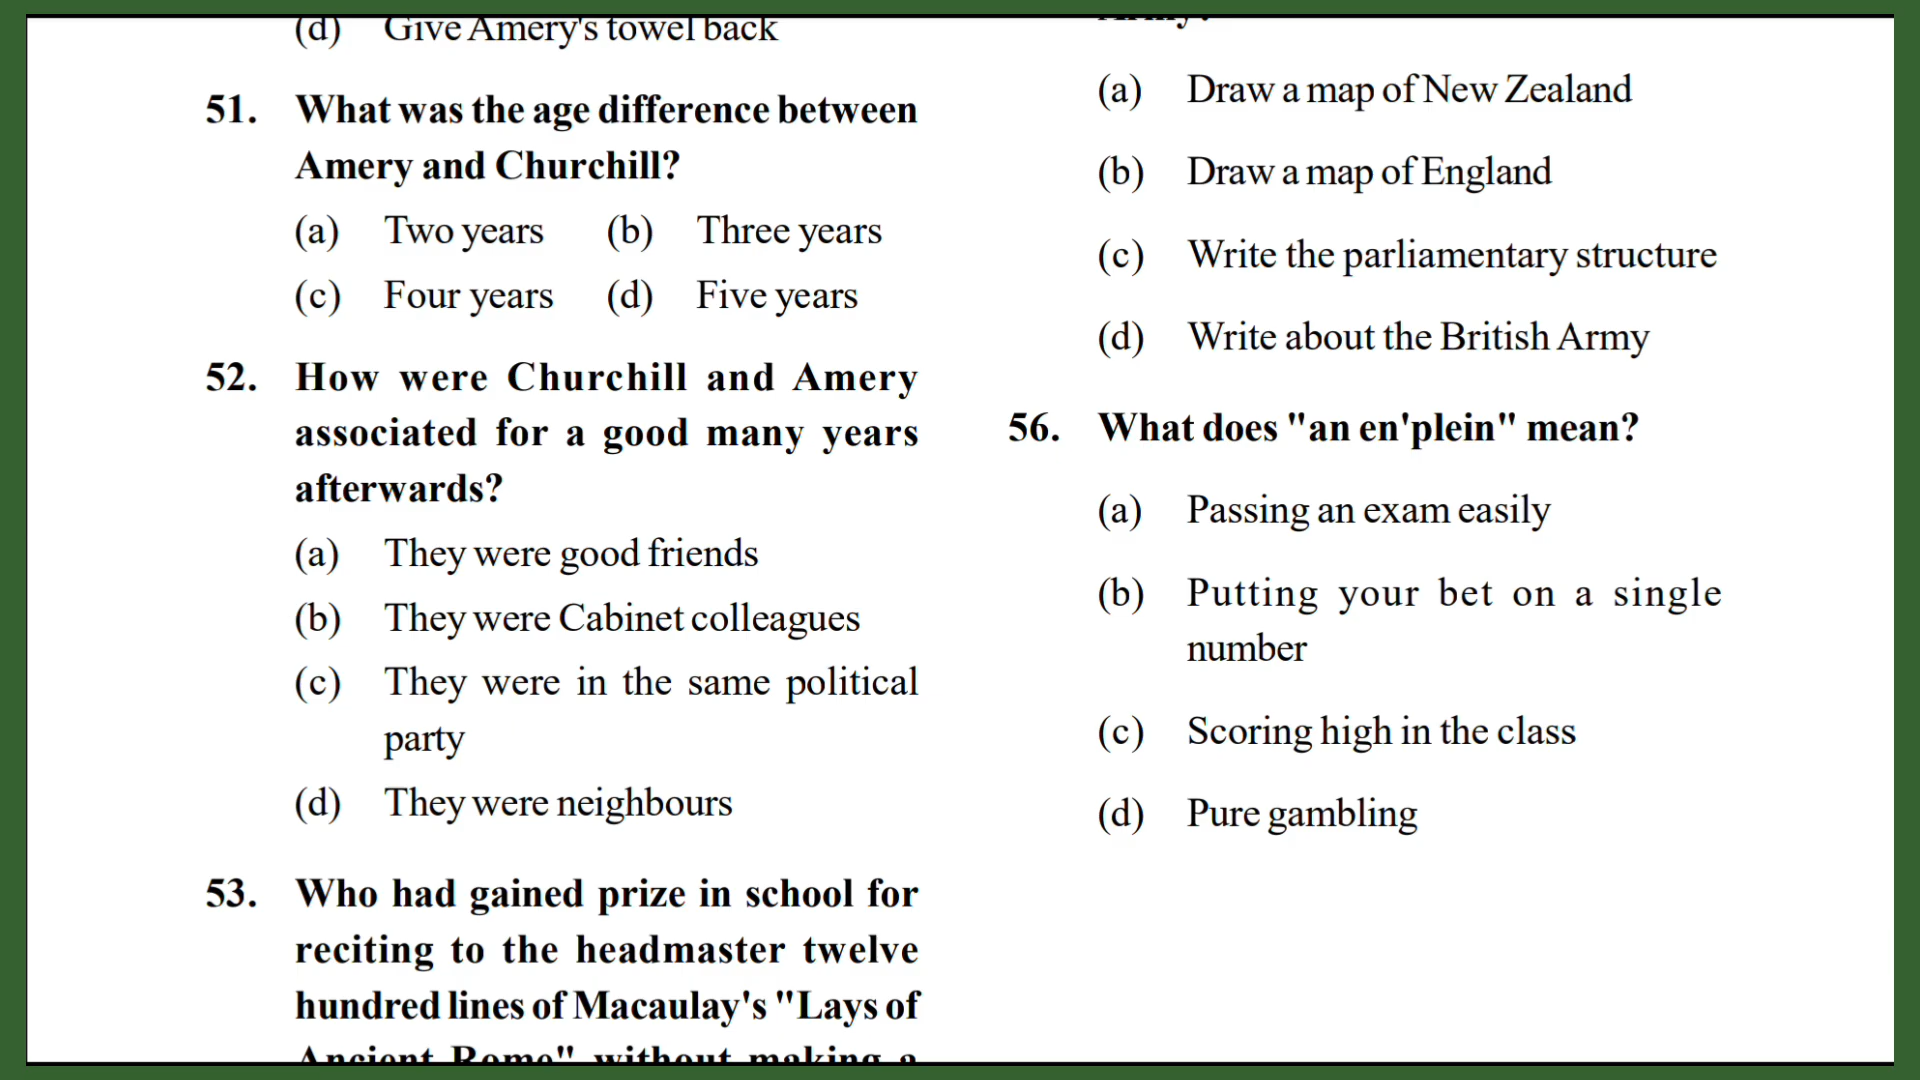 (d) Give Amery's towel back
51. What was the age difference between
Amery and Churchill?
(a) Two years (b) Three years
(c) Four years (d) Five years
52. How were Churchill and Amery
associated for a good many years
afterwards?
(a) They were good friends
(b) They were Cabinet colleagues
(c) They were in the same political
party
(d) They were neighbours
53. Who had gained prize in school for
reciting to the headmaster twelve
hundred lines of Macaulay's "Lays of
Ancient Rome" without making a
Army?
(a) Draw a map of New Zealand
(b) Draw a map of England
(c) Write the parliamentary structure
(d) Write about the British Army
56. What does "an en'plein" mean?
(a) Passing an exam easily
(b) Putting your bet on a single
number
(c) Scoring high in the class
(d) Pure gambling